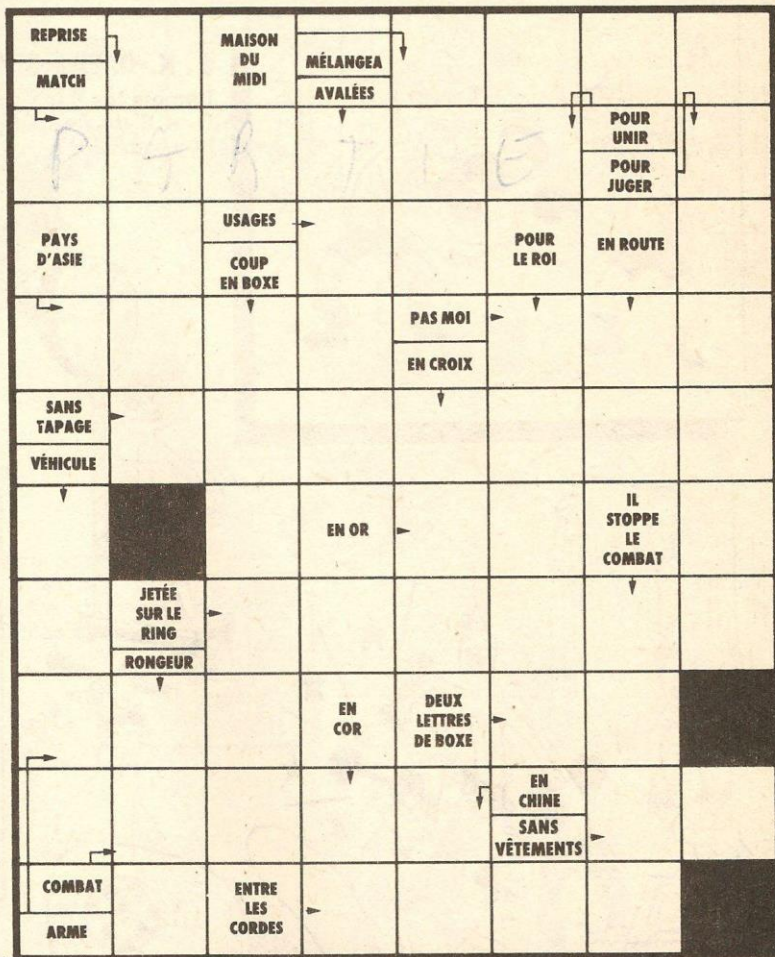 REPRISE
MATCH
MAISON
DU
MIDI
MÉLANGEA
AVALÉES
POUR
UNIR
POUR
JUGER
PAYS
D'ASIE
USAGES
COUP
EN BOXE
POUR
LE ROI
EN ROUTE
PAS MOI
EN CROIX
SANS
TAPAGE
VÉHICULE
EN OR
IL
STOPPE
LE
COMBAT
JETÉE
SUR LE
RING
RONGEUR
EN
COR
DEUX
LETTRES
DE BOXE
EN
CHINE
SANS
VÊTEMENTS
COMBAT
ARME
ENTRE
LES
CORDES